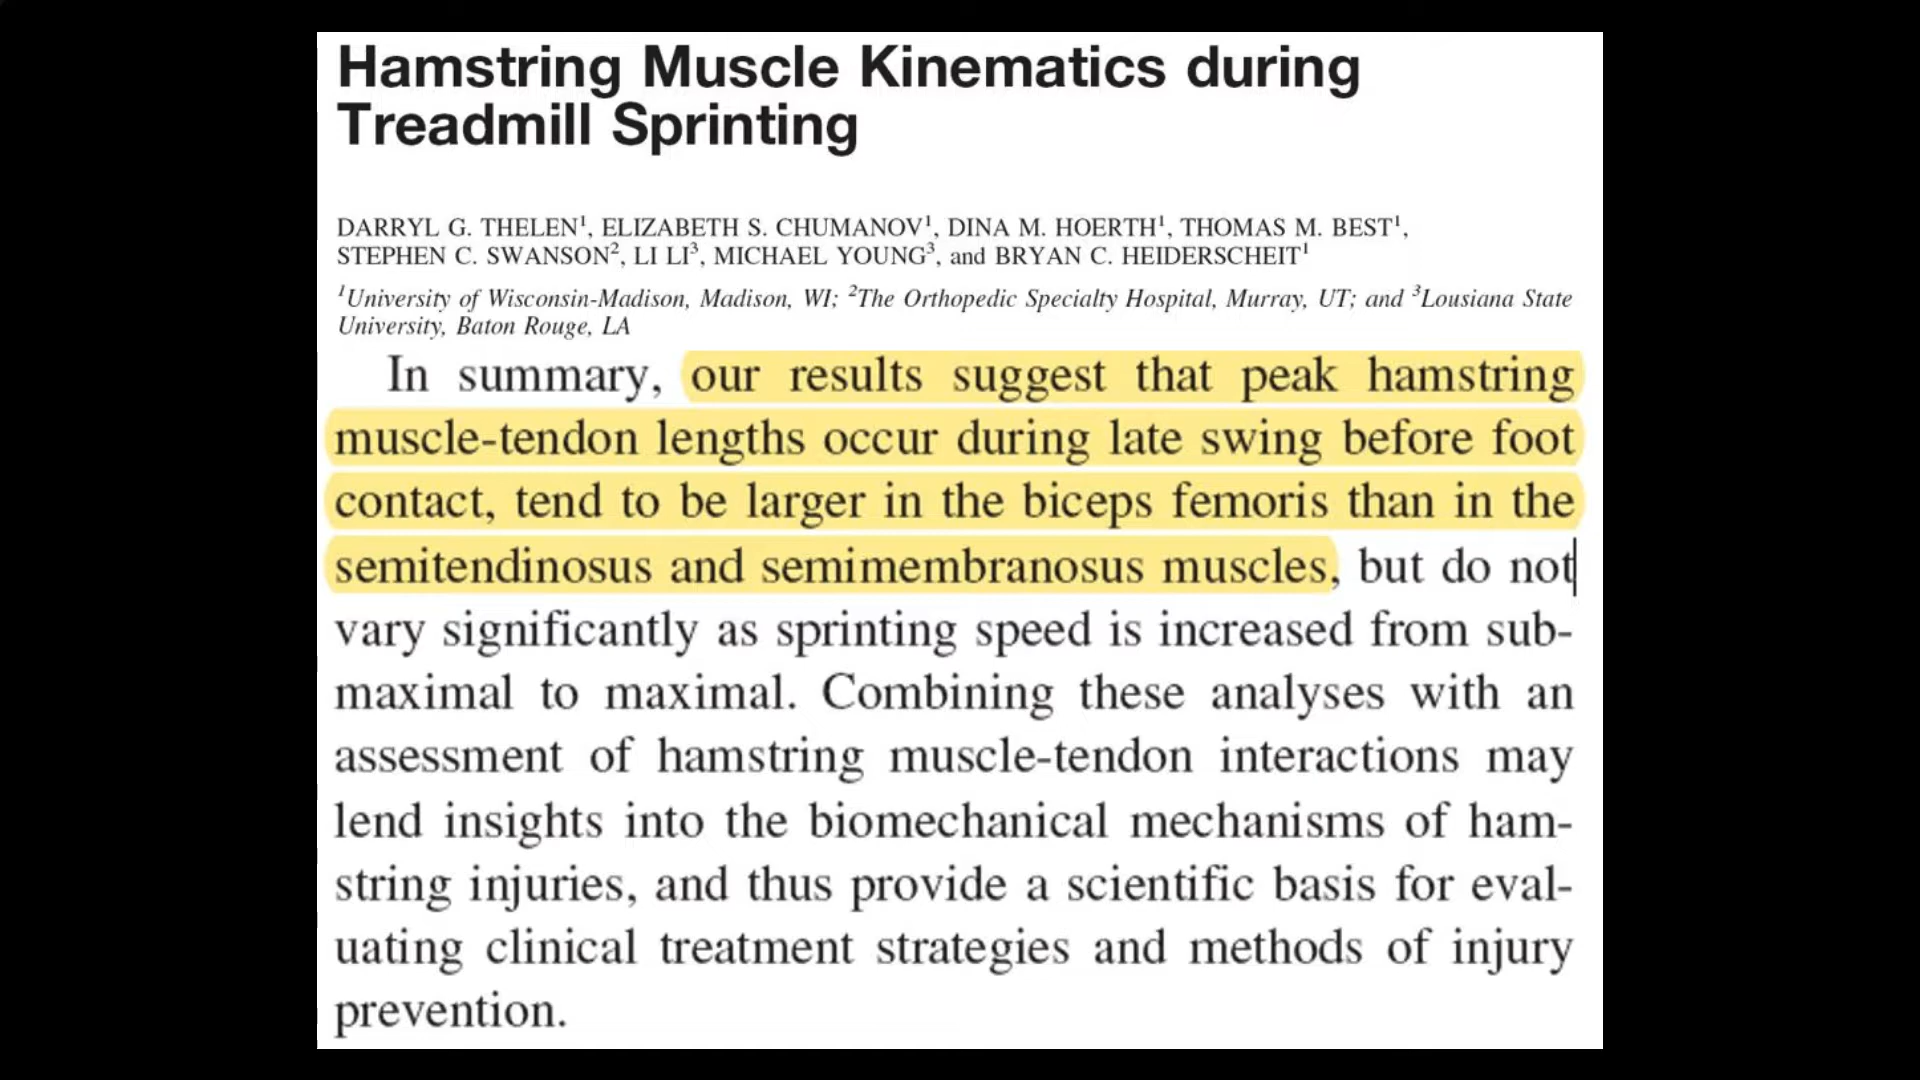 Hamstring Muscle Kinematics during
Treadmill Sprinting
DARRYL G. THELEN¹, ELIZABETH S. CHUMANOV¹, DINA M. HOERTH¹, THOMAS M. BEST¹,
STEPHEN C. SWANSON², LI LI³, MICHAEL YOUNG³, and BRYAN C. HEIDERSCHEIT¹
¹University of Wisconsin-Madison, Madison, WI; ²The Orthopedic Specialty Hospital, Murray, UT; and ³Lousiana State
University, Baton Rouge, LA
In summary, our results suggest that peak hamstring
muscle-tendon lengths occur during late swing before foot
contact, tend to be larger in the biceps femoris than in the
semitendinosus and semimembranosus muscles, but do not
vary significantly as sprinting speed is increased from sub-
maximal to maximal. Combining these analyses with an
assessment of hamstring muscle-tendon interactions may
lend insights into the biomechanical mechanisms of ham-
string injuries, and thus provide a scientific basis for eval-
uating clinical treatment strategies and methods of injury
prevention.